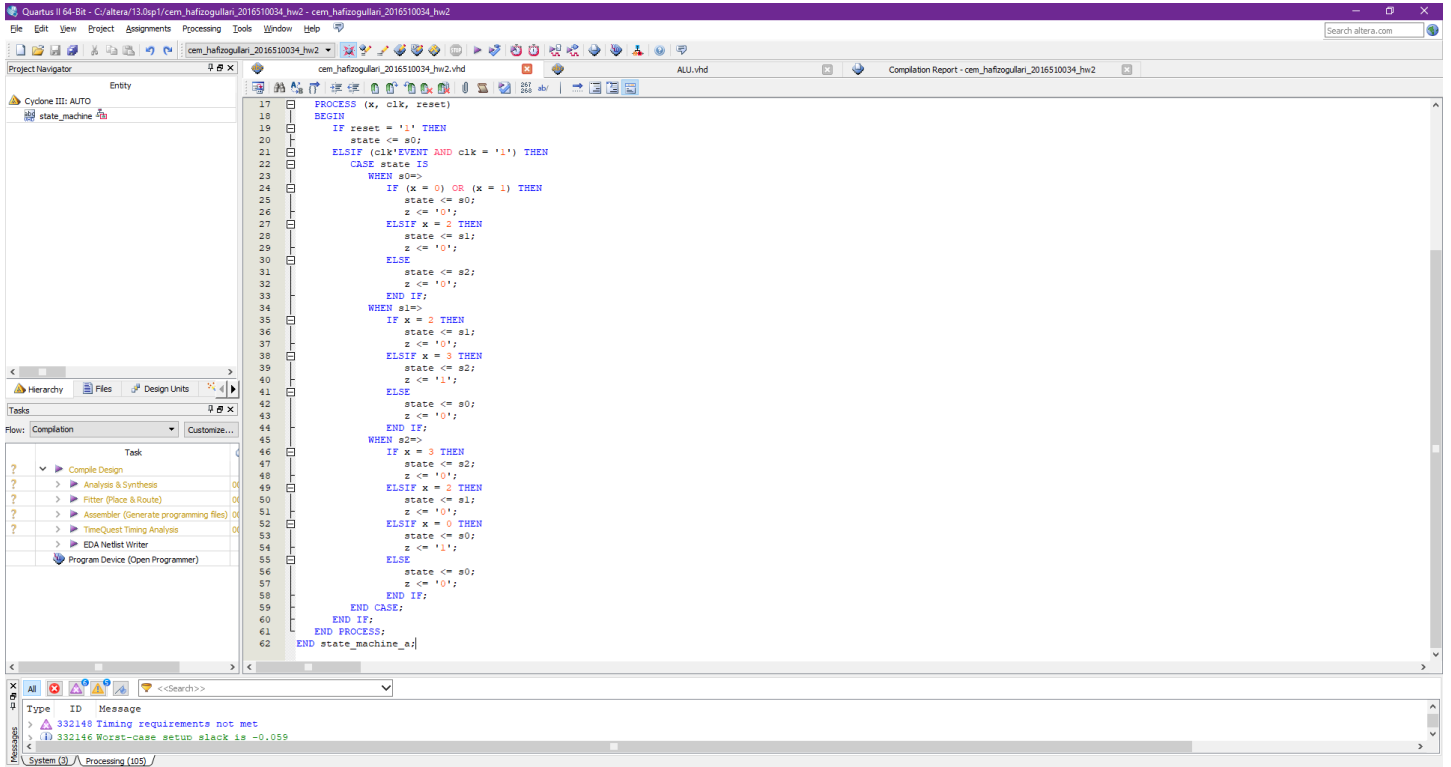 Quartus II 64-Bit - C:/altera/13.0sp1/cem_hafizogullari_2016510034_hw2 - cem_hafizogullari_2016510034_hw2
File Edit View Project Assignments Processing Tools Window Help
Search altera.com
cem_hafizogullari_2016510034_hw2
Project Navigator
cem_hafizogullari_2016510034_hw2.vhd
ALU.vhd
Compilation Report - cem_hafizogullari_2016510034_hw2
Entity
Cyclone III: AUTO
state_machine
267
268
ab/
17 PROCESS (x, clk, reset)
18 BEGIN
19 IF reset = '1' THEN
20 state <= s0;
21 ELSIF (clk'EVENT AND clk = '1') THEN
22 CASE state IS
23 WHEN s0=>
24 IF (x = 0) OR (x = 1) THEN
25 state <= s0;
26 z <= '0';
27 ELSIF x = 2 THEN
28 state <= s1;
29 z <= '0';
30 ELSE
31 state <= s2;
32 z <= '0';
33 END IF;
34 WHEN s1=>
35 IF x = 2 THEN
36 state <= s1;
37 z <= '0';
38 ELSIF x = 3 THEN
39 state <= s2;
40 z <= '1';
41 ELSE
42 state <= s0;
43 z <= '0';
44 END IF;
45 WHEN s2=>
46 IF x = 3 THEN
47 state <= s2;
48 z <= '0';
49 ELSIF x = 2 THEN
50 state <= s1;
51 z <= '0';
52 ELSIF x = 0 THEN
53 state <= s0;
54 z <= '1';
55 ELSE
56 state <= s0;
57 z <= '0';
58 END IF;
59 END CASE;
60 END IF;
61 END PROCESS;
62 END state_machine_a;
Hierarchy Files Design Units
Tasks
Flow: Compilation Customize...
Task
? Compile Design
? Analysis & Synthesis 00
? Fitter (Place & Route) 00
? Assembler (Generate programming files) 00
? TimeQuest Timing Analysis 00
EDA Netlist Writer
Program Device (Open Programmer)
All <<Search>>
Type ID Message
332148 Timing requirements not met
332146 Worst-case setup slack is -0.059
Messages
System (3) Processing (105)